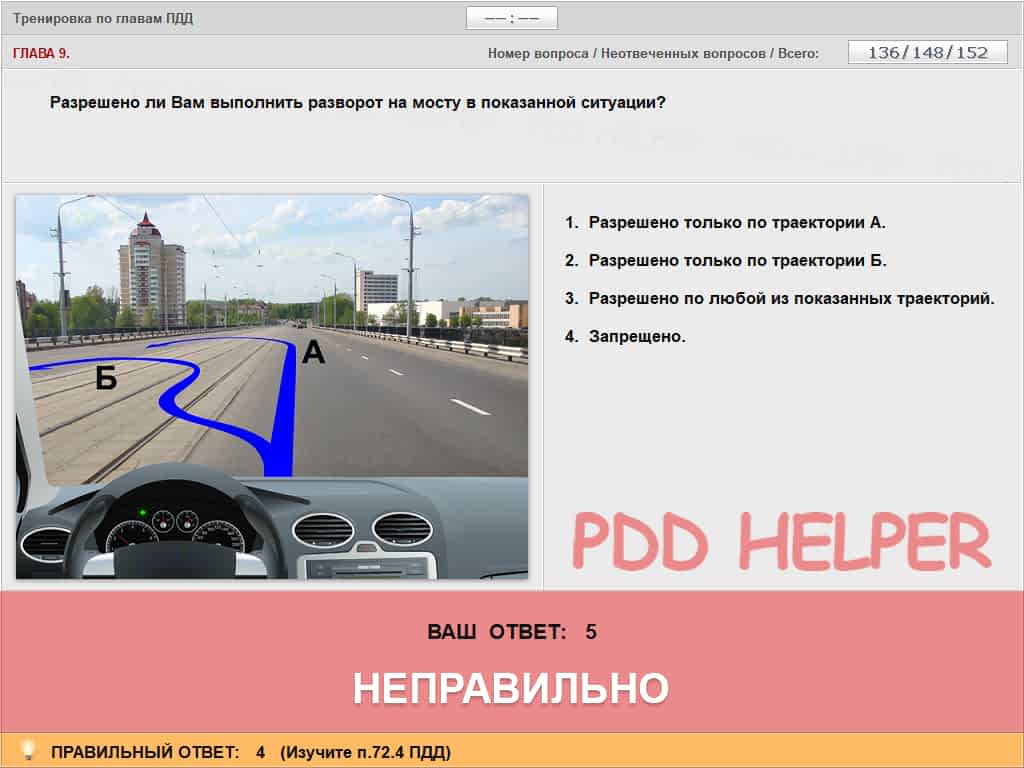 Тренировка по главам ПДД
–– : ––
ГЛАВА 9.
Номер вопроса / Неотвеченных вопросов / Всего:
136/148/152
Разрешено ли Вам выполнить разворот на мосту в показанной ситуации?
А
Б
1. Разрешено только по траектории А.
2. Разрешено только по траектории Б.
3. Разрешено по любой из показанных траекторий.
4. Запрещено.
PDD HELPER
ВАШ ОТВЕТ: 5
НЕПРАВИЛЬНО
ПРАВИЛЬНЫЙ ОТВЕТ: 4 (Изучите п.72.4 ПДД)